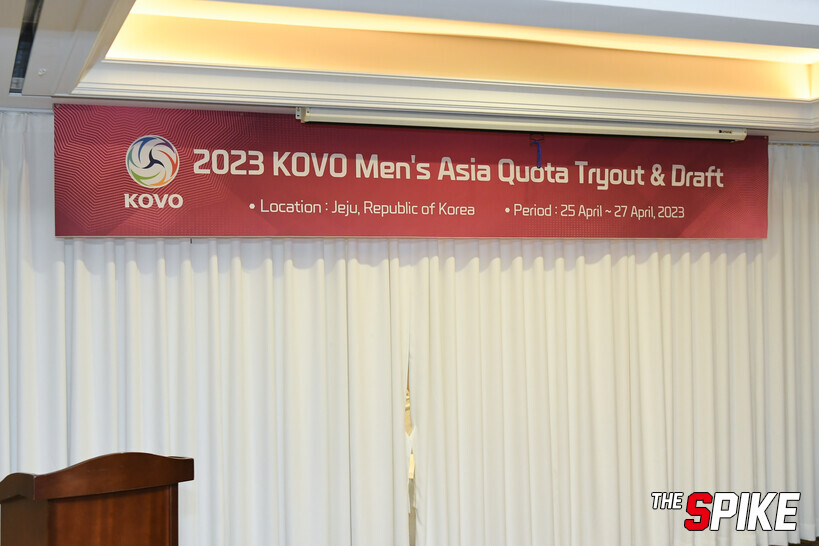 2023 KOVO Men's Asia Quota Tryout & Draft
KOVO
• Location : Jeju, Republic of Korea • Period : 25 April ~ 27 April, 2023
THE SPIKE